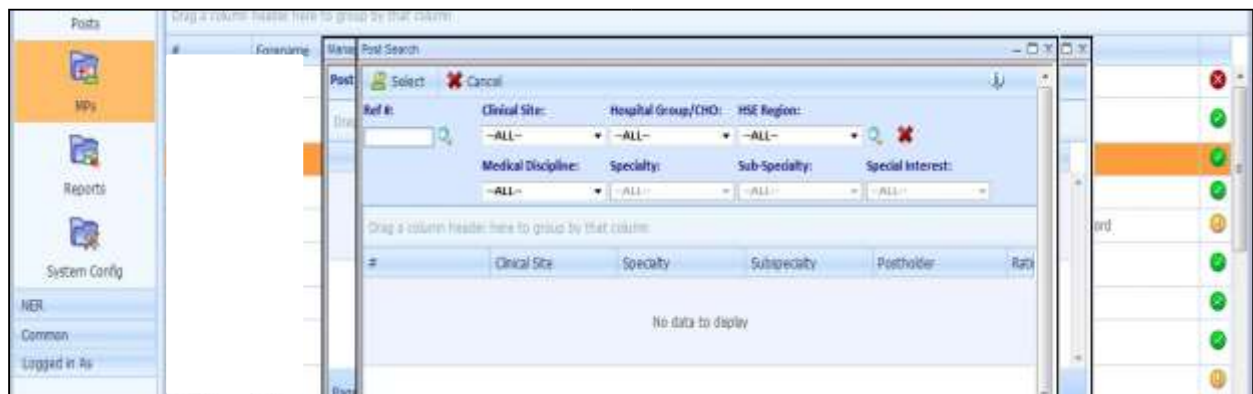 Posts
Drag a column header here to group by that column
# Forename
MPs
Reports
System Config
NER
Common
Logged in As
Post Search
Post
Select Cancel
Ref #: Clinical Site: Hospital Group/CHO: HSE Region:
--ALL-- --ALL-- --ALL--
Medical Discipline: Specialty: Sub-Specialty: Special Interest:
--ALL-- --ALL-- --ALL-- --ALL--
Drag a column header here to group by that column
# Clinical Site Specialty Subspecialty Postholder
No data to display